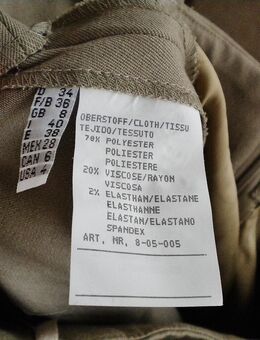 D 34
F/B 36
GB 8
I 40
E 38
MEX 28
CAN 6
USA 4
OBERSTOFF/CLOTH/TISSU
TEJIDO/TESSUTO
78% POLYESTER
POLIESTER
POLIESTERE
20% VISCOSE/RAYON
VISCOSA
2% ELASTHAN/ELASTANE
ELASTHANNE
ELASTAN/ELASTANO
SPANDEX
ART. NR. 8-05-005